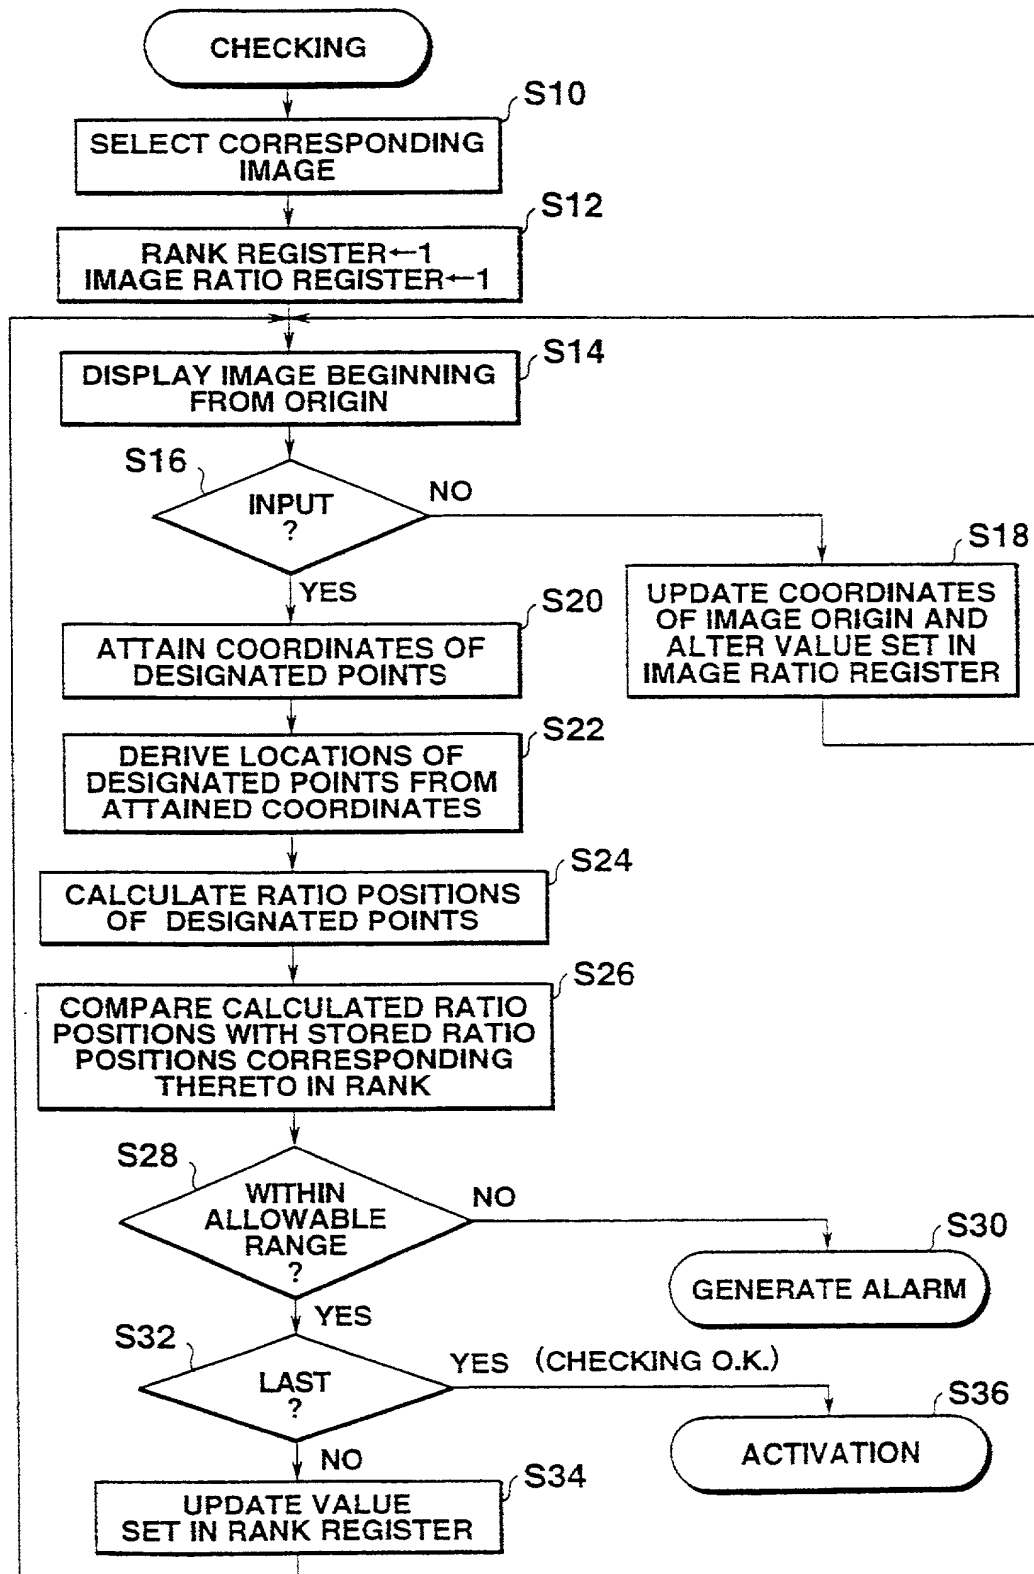 CHECKING
S10
SELECT CORRESPONDING
IMAGE
S12
RANK REGISTER←1
IMAGE RATIO REGISTER←1
S14
DISPLAY IMAGE BEGINNING
FROM ORIGIN
S16
INPUT
?
NO
YES
S18
UPDATE COORDINATES
OF IMAGE ORIGIN AND
ALTER VALUE SET IN
IMAGE RATIO REGISTER
S20
ATTAIN COORDINATES OF
DESIGNATED POINTS
S22
DERIVE LOCATIONS OF
DESIGNATED POINTS FROM
ATTAINED COORDINATES
S24
CALCULATE RATIO POSITIONS
OF DESIGNATED POINTS
S26
COMPARE CALCULATED RATIO
POSITIONS WITH STORED RATIO
POSITIONS CORRESPONDING
THERETO IN RANK
S28
WITHIN
ALLOWABLE
RANGE
?
NO
YES
S30
GENERATE ALARM
S32
LAST
?
YES (CHECKING O.K.)
NO
S36
ACTIVATION
S34
UPDATE VALUE
SET IN RANK REGISTER